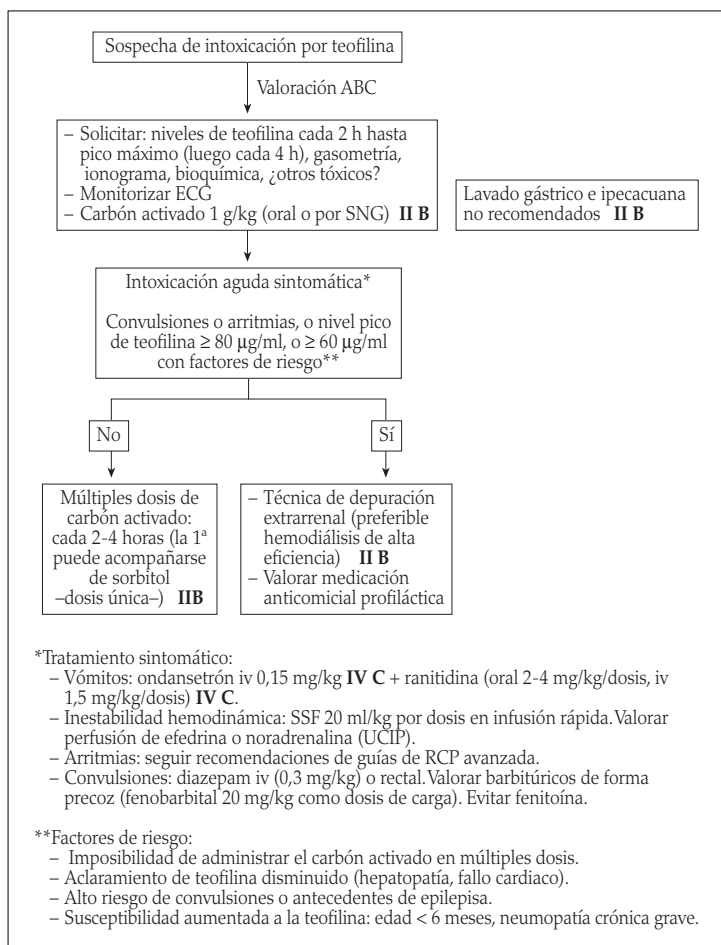 Sospecha de intoxicación por teofilina
Valoración ABC
– Solicitar: niveles de teofilina cada 2 h hasta
pico máximo (luego cada 4 h), gasometría,
ionograma, bioquímica, ¿otros tóxicos?
– Monitorizar ECG
– Carbón activado 1 g/kg (oral o por SNG) II B
Lavado gástrico e ipecacuana
no recomendados II B
Intoxicación aguda sintomática*
Convulsiones o arritmias, o nivel pico
de teofilina ≥ 80 µg/ml, o ≥ 60 µg/ml
con factores de riesgo**
No
Sí
Múltiples dosis de
carbón activado:
cada 2-4 horas (la 1ª
puede acompañarse
de sorbitol
–dosis única–) IIB
– Técnica de depuración
extrarrenal (preferible
hemodiálisis de alta
eficiencia) II B
– Valorar medicación
anticomicial profiláctica
*Tratamiento sintomático:
– Vómitos: ondansetrón iv 0,15 mg/kg IV C + ranitidina (oral 2-4 mg/kg/dosis, iv
1,5 mg/kg/dosis) IV C.
– Inestabilidad hemodinámica: SSF 20 ml/kg por dosis en infusión rápida. Valorar
perfusión de efedrina o noradrenalina (UCIP).
– Arritmias: seguir recomendaciones de guías de RCP avanzada.
– Convulsiones: diazepam iv (0,3 mg/kg) o rectal. Valorar barbitúricos de forma
precoz (fenobarbital 20 mg/kg como dosis de carga). Evitar fenitoína.
**Factores de riesgo:
– Imposibilidad de administrar el carbón activado en múltiples dosis.
– Aclaramiento de teofilina disminuido (hepatopatía, fallo cardiaco).
– Alto riesgo de convulsiones o antecedentes de epilepisa.
– Susceptibilidad aumentada a la teofilina: edad < 6 meses, neumopatía crónica grave.